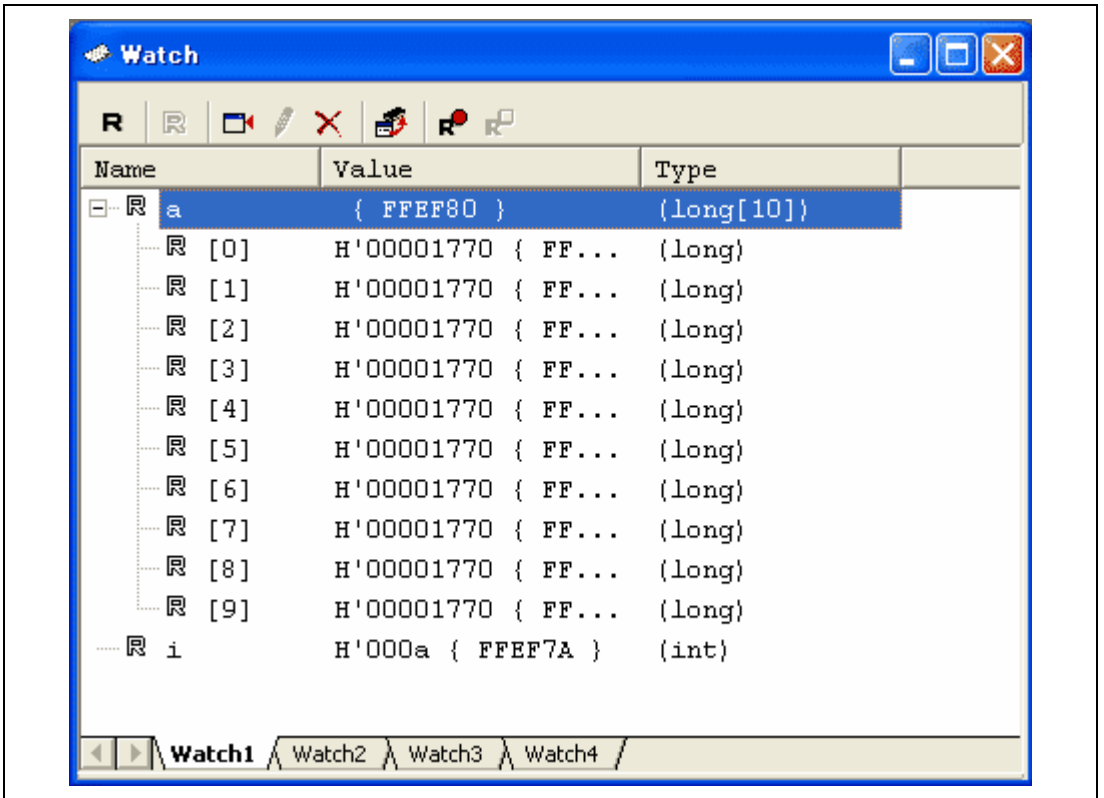 Watch
R R R R
Name Value Type
R a { FFEF80 } (long[10])
R [0] H'00001770 { FF... (long)
R [1] H'00001770 { FF... (long)
R [2] H'00001770 { FF... (long)
R [3] H'00001770 { FF... (long)
R [4] H'00001770 { FF... (long)
R [5] H'00001770 { FF... (long)
R [6] H'00001770 { FF... (long)
R [7] H'00001770 { FF... (long)
R [8] H'00001770 { FF... (long)
R [9] H'00001770 { FF... (long)
R i H'000a { FFEF7A } (int)
Watch1 Watch2 Watch3 Watch4